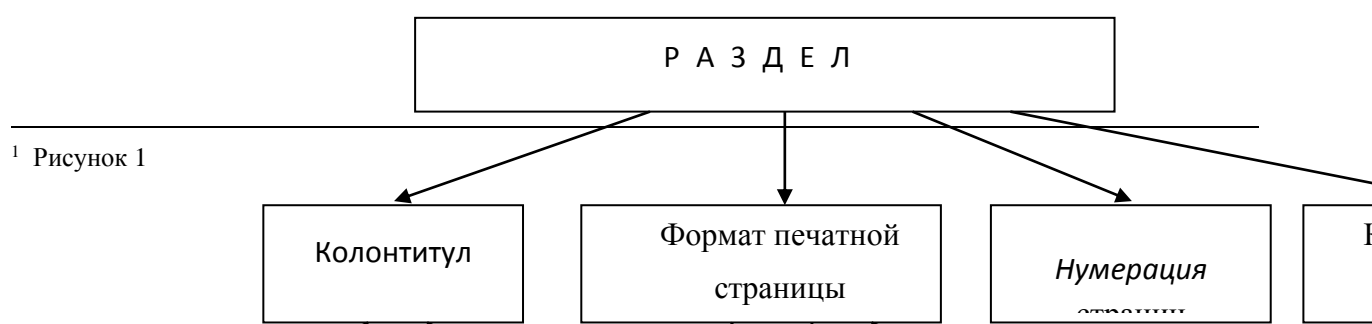 Р А З Д Е Л
1 Рисунок 1
Колонтитул
Формат печатной
страницы
Нумерация